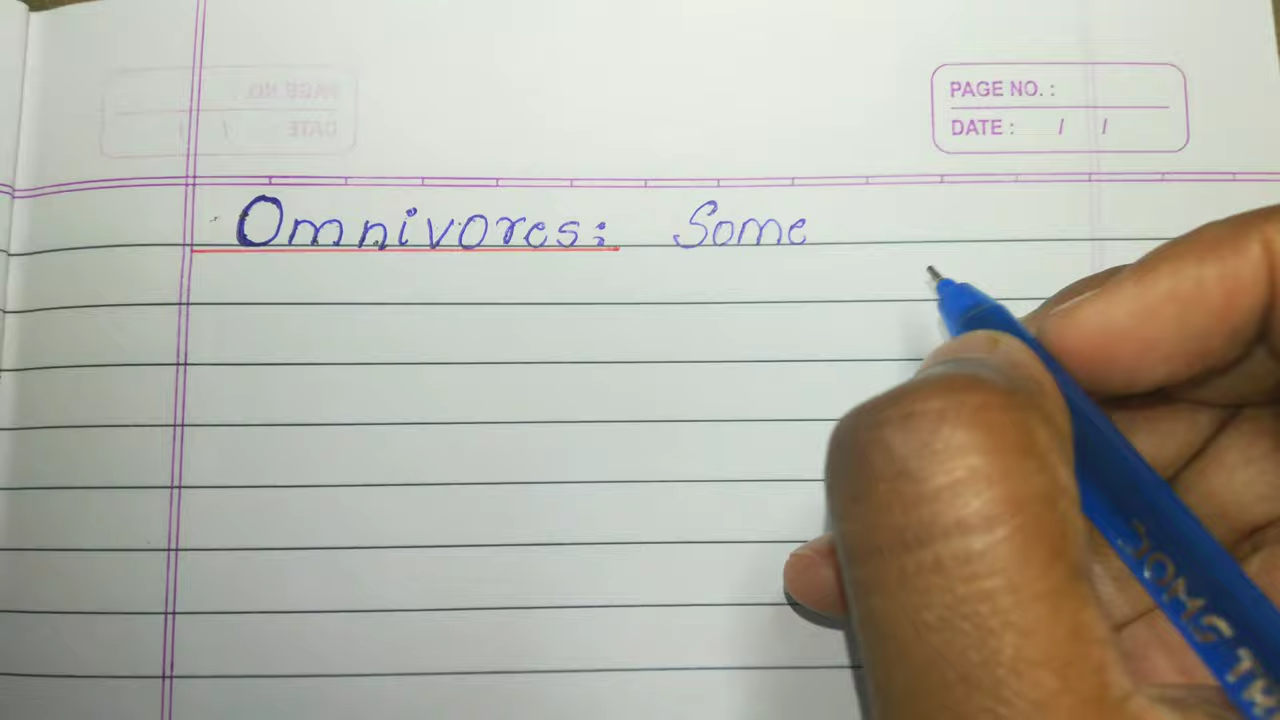 PAGE NO. :
DATE : / /
Omnivores: Some